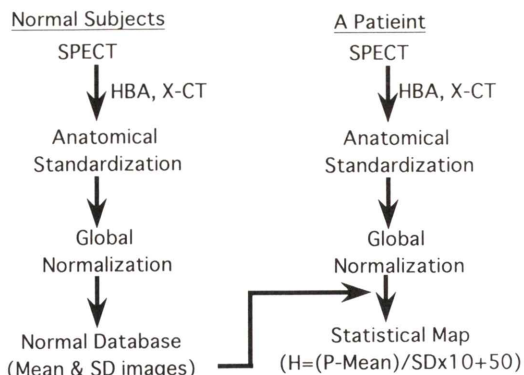 Normal Subjects
SPECT
HBA, X-CT
Anatomical
Standardization
Global
Normalization
Normal Database
(Mean & SD images)
A Patieint
SPECT
HBA, X-CT
Anatomical
Standardization
Global
Normalization
Statistical Map
(H=(P-Mean)/SDx10+50)